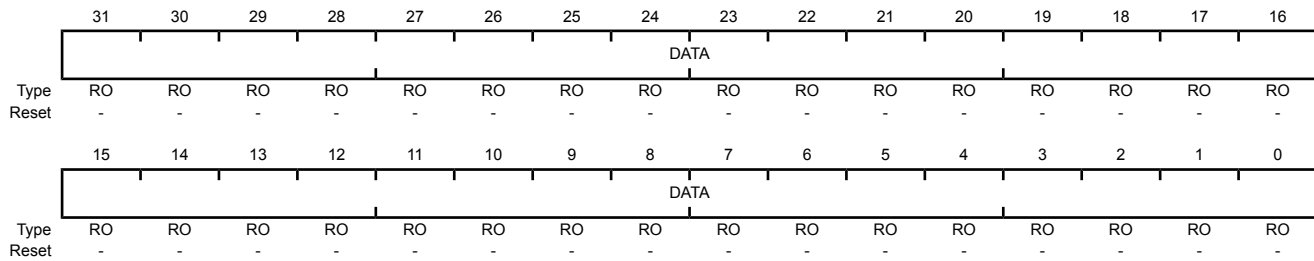 31 30 29 28 27 26 25 24 23 22 21 20 19 18 17 16
DATA
Type RO RO RO RO RO RO RO RO RO RO RO RO RO RO RO RO
Reset - - - - - - - - - - - - - - - -
15 14 13 12 11 10 9 8 7 6 5 4 3 2 1 0
DATA
Type RO RO RO RO RO RO RO RO RO RO RO RO RO RO RO RO
Reset - - - - - - - - - - - - - - - -